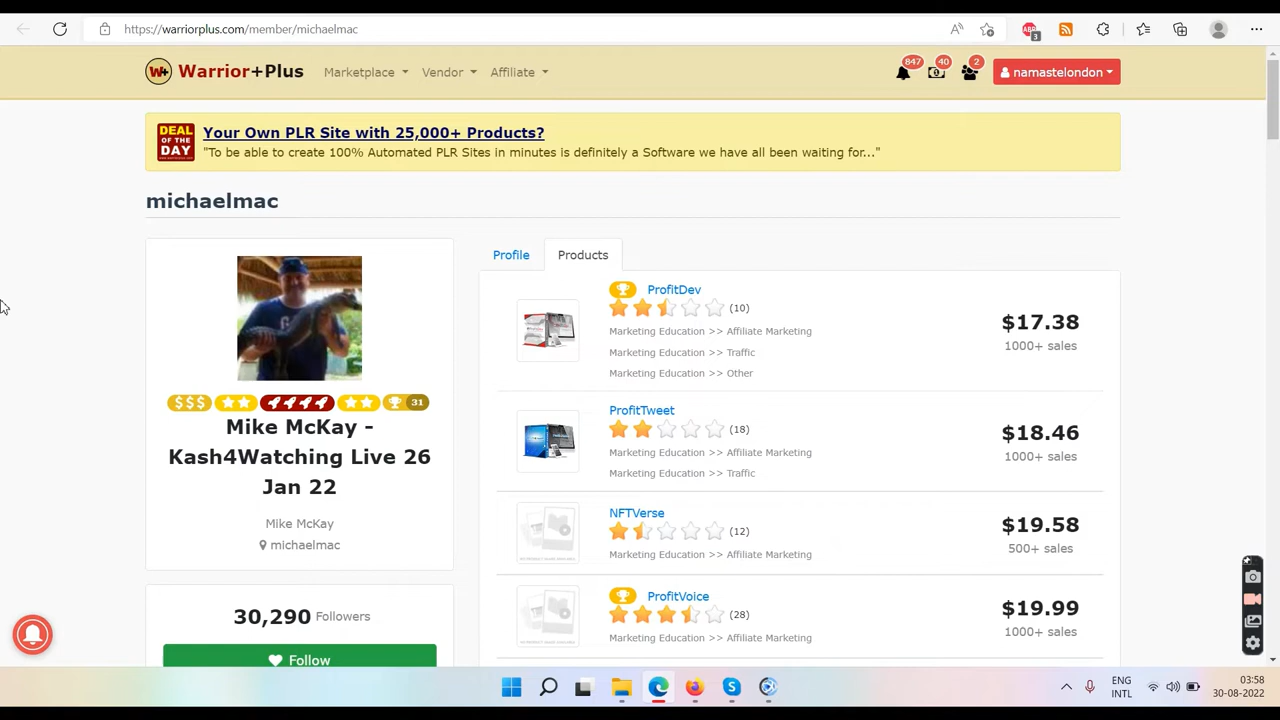 https://warriorplus.com/member/michaelmac
Warrior+Plus
Marketplace
Vendor
Affiliate
847
40
2
namastelondon
DEAL OF THE DAY
Your Own PLR Site with 25,000+ Products?
"To be able to create 100% Automated PLR Sites in minutes is definitely a Software we have all been waiting for..."
michaelmac
$$$
31
Mike McKay -
Kash4Watching Live 26
Jan 22
Mike McKay
michaelmac
30,290 Followers
Follow
Profile
Products
ProfitDev
(10)
Marketing Education >> Affiliate Marketing
Marketing Education >> Traffic
Marketing Education >> Other
$17.38
1000+ sales
ProfitTweet
(18)
Marketing Education >> Affiliate Marketing
Marketing Education >> Traffic
$18.46
1000+ sales
NFTVerse
(12)
Marketing Education >> Affiliate Marketing
$19.58
500+ sales
ProfitVoice
(28)
Marketing Education >> Affiliate Marketing
$19.99
1000+ sales
ENG
INTL
03:58
30-08-2022